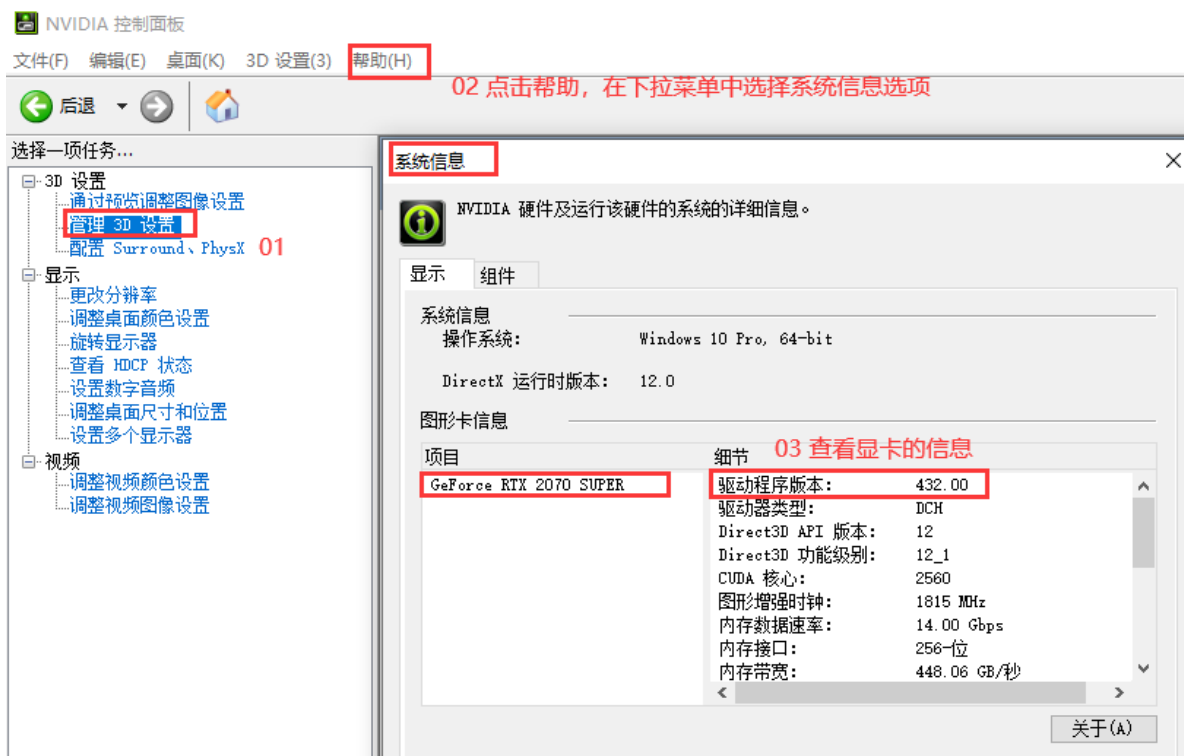 NVIDIA 控制面板
文件(F) 编辑(E) 桌面(K) 3D 设置(3) 帮助(H)
02 点击帮助，在下拉菜单中选择系统信息选项
后退
选择一项任务...
3D 设置
通过预览调整图像设置
管理 3D 设置
配置 Surround、PhysX 01
显示
更改分辨率
调整桌面颜色设置
旋转显示器
查看 HDCP 状态
设置数字音频
调整桌面尺寸和位置
设置多个显示器
视频
调整视频颜色设置
调整视频图像设置
系统信息
NVIDIA 硬件及运行该硬件的系统的详细信息。
显示 组件
系统信息
操作系统: Windows 10 Pro, 64-bit
DirectX 运行时版本: 12.0
图形卡信息
03 查看显卡的信息
项目 细节
GeForce RTX 2070 SUPER 驱动程序版本: 432.00
驱动器类型: DCH
Direct3D API 版本: 12
Direct3D 功能级别: 12_1
CUDA 核心: 2560
图形增强时钟: 1815 MHz
内存数据速率: 14.00 Gbps
内存接口: 256-位
内存带宽: 448.06 GB/秒
关于(A)